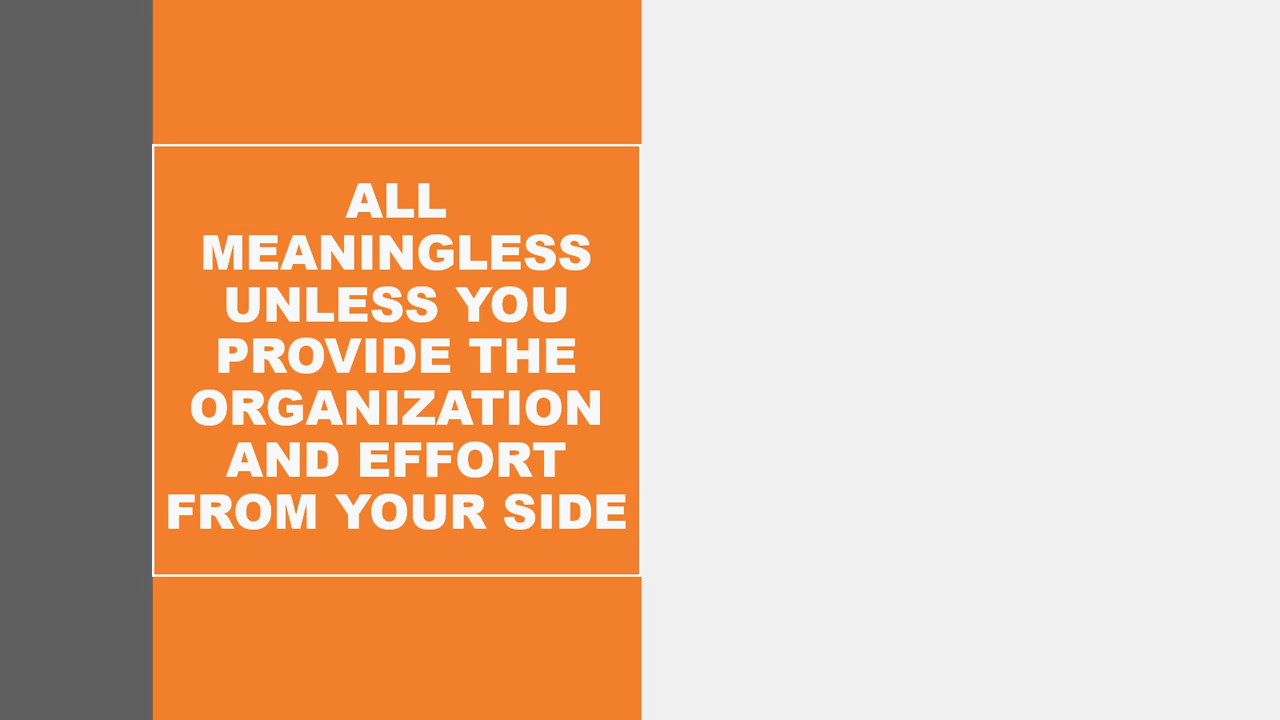 ALL
MEANINGLESS
UNLESS YOU
PROVIDE THE
ORGANIZATION
AND EFFORT
FROM YOUR SIDE